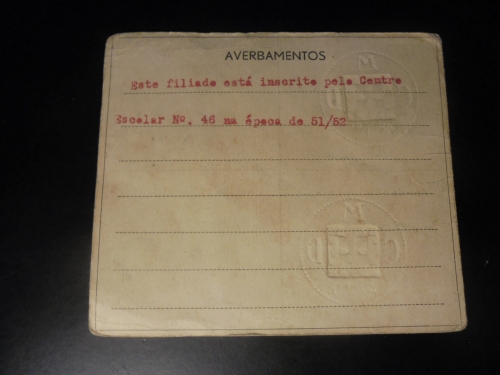 AVERBAMENTOS
Este filiado está inscrito pelo Centro
Escolar Nº. 46 na época de 51/52
M
D
M
C
D